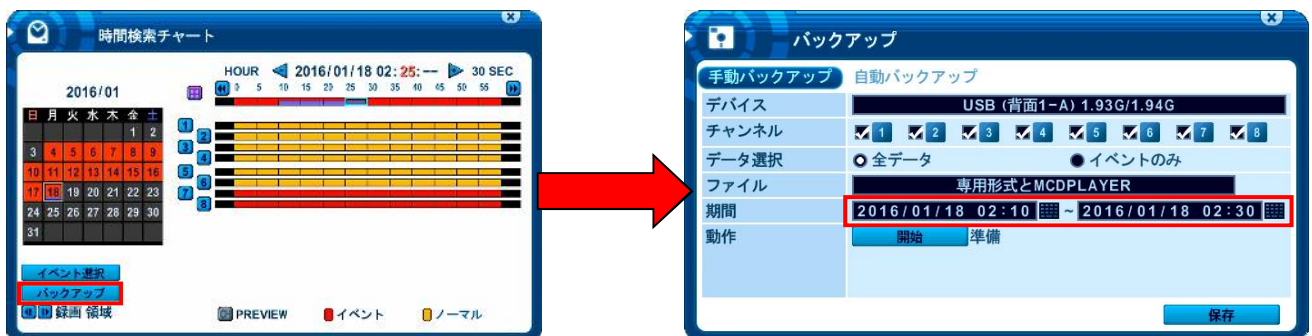 時間検索チャート
HOUR 2016/01/18 02:25:-- 30 SEC
0 5 10 15 20 25 30 35 40 45 50 55
2016/01
日 月 火 水 木 金 土
1 2
3 4 5 6 7 8 9
10 11 12 13 14 15 16
17 18 19 20 21 22 23
24 25 26 27 28 29 30
31
1
2
3
4
5
6
7
8
イベント選択
バックアップ
録画 領域
PREVIEW イベント ノーマル
バックアップ
手動バックアップ 自動バックアップ
デバイス USB (背面1-A) 1.93G/1.94G
チャンネル 1 2 3 4 5 6 7 8
データ選択 全データ イベントのみ
ファイル 専用形式とMCDPLAYER
期間 2016/01/18 02:10 ~ 2016/01/18 02:30
動作 開始 準備
保存